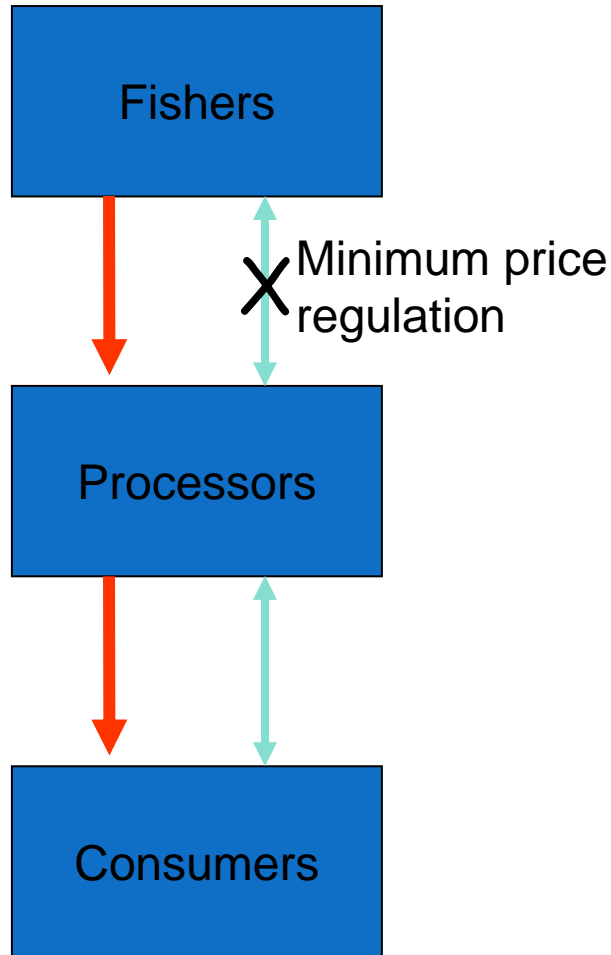 Fishers
Minimum price
regulation
Processors
Consumers